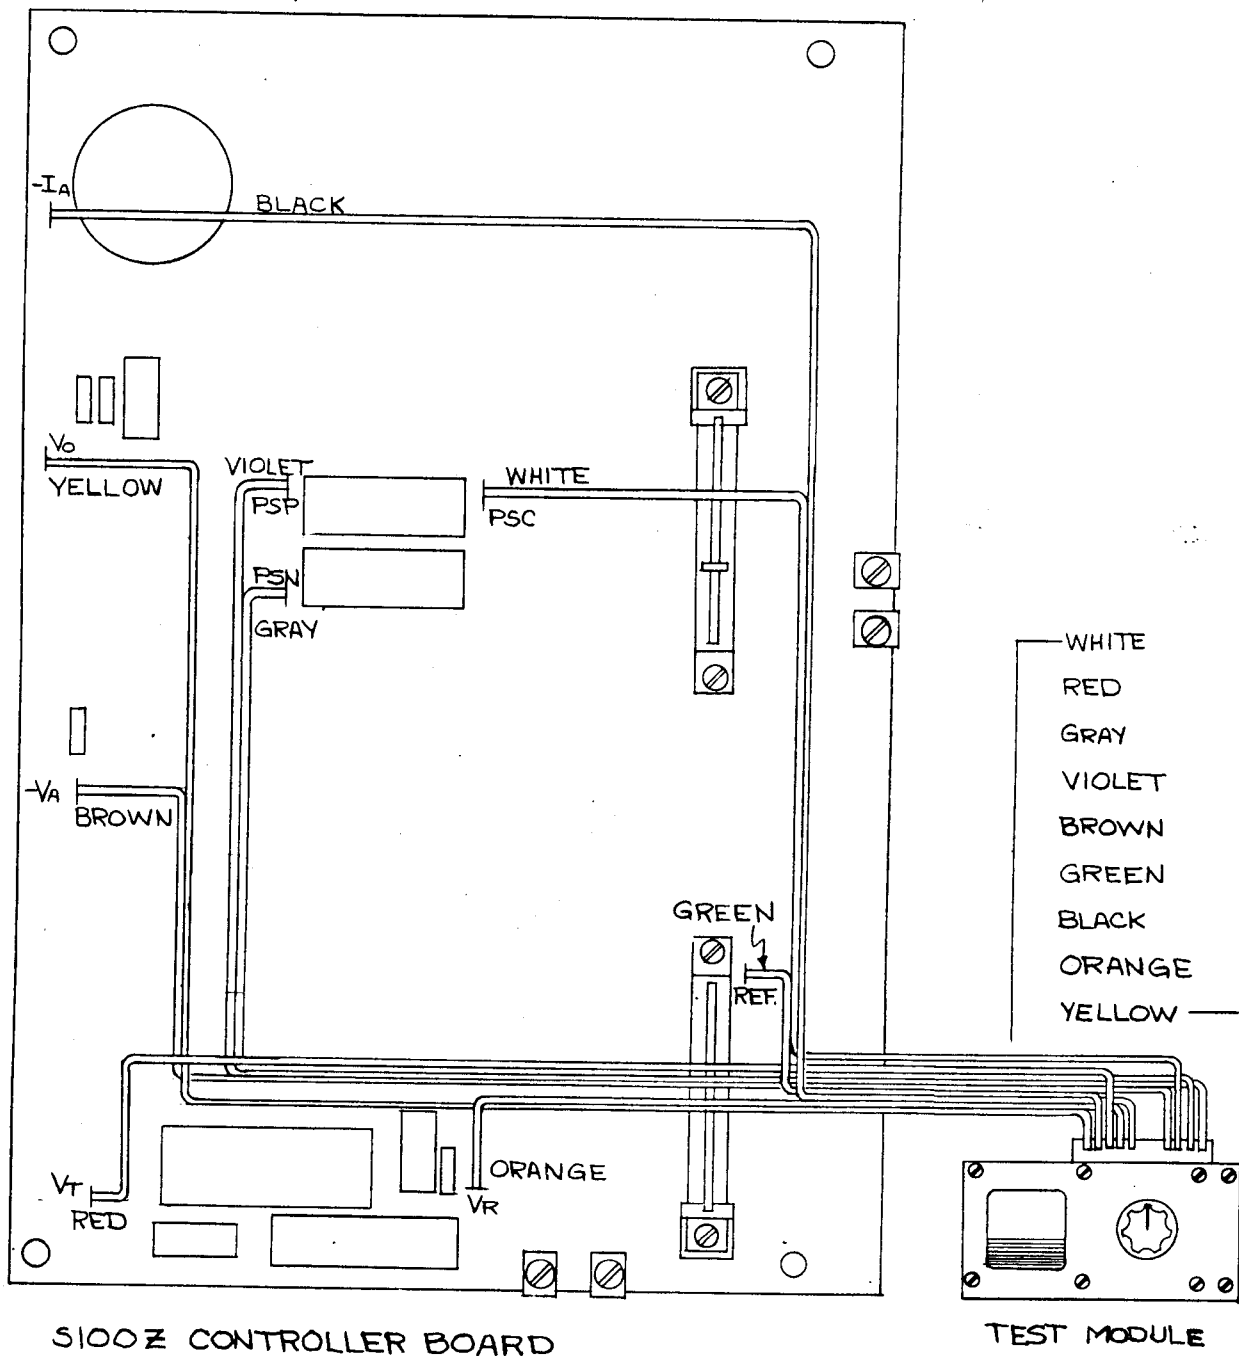 -IA
BLACK
VO
YELLOW
VIOLET
PSP
WHITE
PSC
PSN
GRAY
-VA
BROWN
GREEN
REF.
WHITE
RED
GRAY
VIOLET
BROWN
GREEN
BLACK
ORANGE
YELLOW
VT
RED
ORANGE
VR
S100Z CONTROLLER BOARD
TEST MODULE